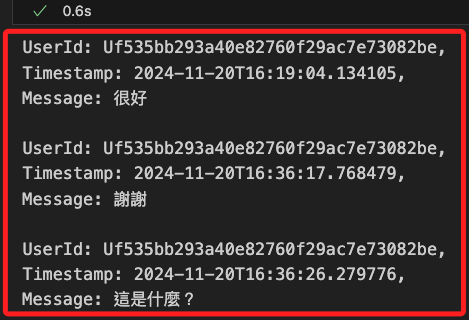 0.6s
UserId: Uf535bb293a40e82760f29ac7e73082be,
Timestamp: 2024-11-20T16:19:04.134105,
Message: 很好
UserId: Uf535bb293a40e82760f29ac7e73082be,
Timestamp: 2024-11-20T16:36:17.768479,
Message: 謝謝
UserId: Uf535bb293a40e82760f29ac7e73082be,
Timestamp: 2024-11-20T16:36:26.279776,
Message: 這是什麼？